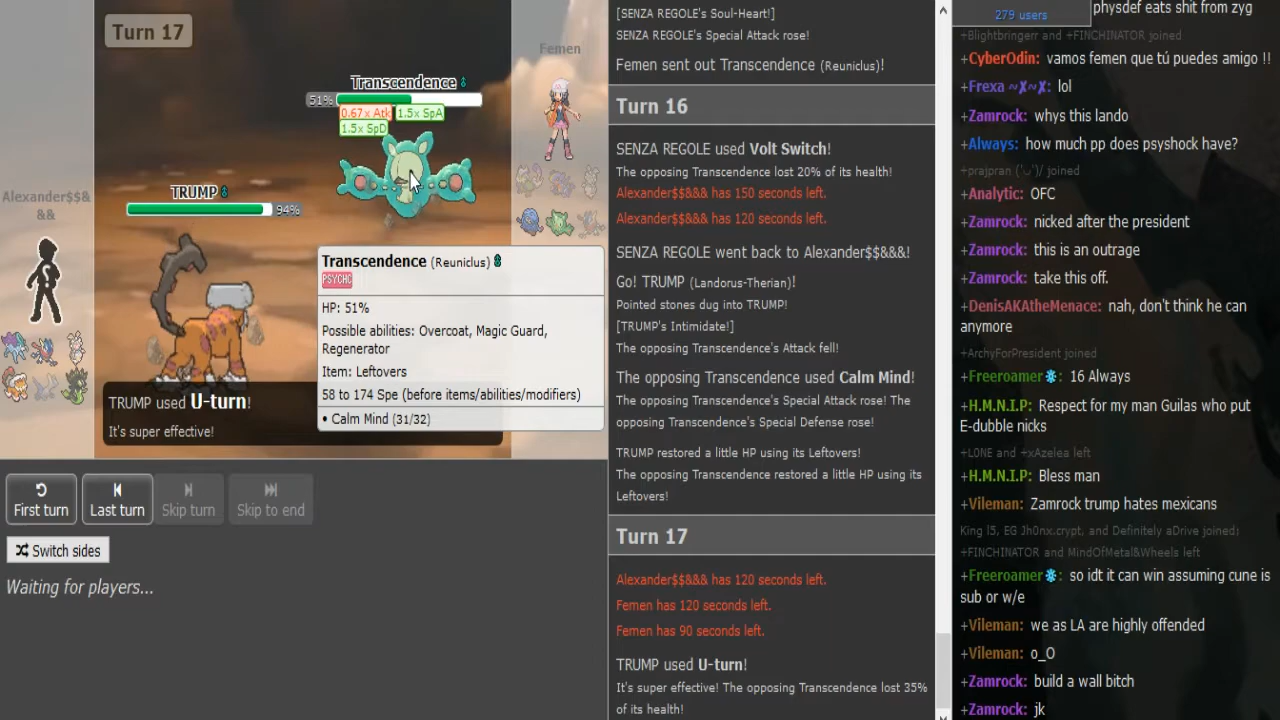 Turn 17
Femen
Transcendence
51%
0.67x Atk 1.5x SpA
1.5x SpD
Alexander$$&
&&
TRUMP
94%
Transcendence (Reuniclus)
PSYCHC
HP: 51%
Possible abilities: Overcoat, Magic Guard,
Regenerator
Item: Leftovers
58 to 174 Spe (before items/abilities/modifiers)
• Calm Mind (31/32)
TRUMP used U-turn!
It's super effective!
First turn
Last turn
Skip turn
Skip to end
Switch sides
Waiting for players...
[SENZA REGOLE's Soul-Heart!]
SENZA REGOLE's Special Attack rose!
Femen sent out Transcendence (Reuniclus)!
Turn 16
SENZA REGOLE used Volt Switch!
The opposing Transcendence lost 20% of its health!
Alexander$$&&& has 150 seconds left.
Alexander$$&&& has 120 seconds left.
SENZA REGOLE went back to Alexander$$&&&!
Go! TRUMP (Landorus-Therian)!
Pointed stones dug into TRUMP!
[TRUMP's Intimidate!]
The opposing Transcendence's Attack fell!
The opposing Transcendence used Calm Mind!
The opposing Transcendence's Special Attack rose! The
opposing Transcendence's Special Defense rose!
TRUMP restored a little HP using its Leftovers!
The opposing Transcendence restored a little HP using its
Leftovers!
Turn 17
Alexander$$&&& has 120 seconds left.
Femen has 120 seconds left.
Femen has 90 seconds left.
TRUMP used U-turn!
It's super effective! The opposing Transcendence lost 35%
of its health!
279 users
physdef eats shit from zyg
+Blightbringerr and +FINCHINATOR joined
+CyberOdin: vamos femen que tú puedes amigo !!
+Frexa ~✗~✗: lol
+Zamrock: whys this lando
+Always: how much pp does psyshock have?
+prajpran ('◡')/ joined
+Analytic: OFC
+Zamrock: nicked after the president
+Zamrock: this is an outrage
+Zamrock: take this off.
+DenisAKAtheMenace: nah, don't think he can
anymore
+ArchyForPresident joined
+Freeroamer❄: 16 Always
+H.M.N.I.P: Respect for my man Guilas who put
E-dubble nicks
+LONE and +xAzelea left
+H.M.N.I.P: Bless man
+Vileman: Zamrock trump hates mexicans
King l5, EG Jh0nx.crypt; and Definitely aDrive joined;
+FINCHINATOR and MindOfMetal&Wheels left
+Freeroamer❄: so idt it can win assuming cune is
sub or w/e
+Vileman: we as LA are highly offended
+Vileman: o_O
+Zamrock: build a wall bitch
+Zamrock: jk